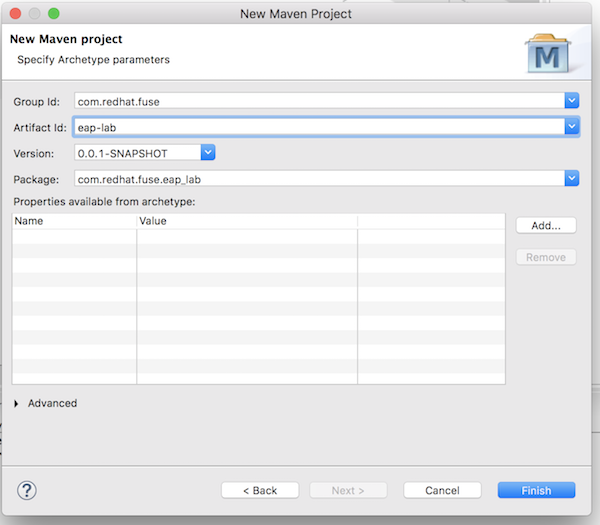 New Maven Project
New Maven project
Specify Archetype parameters
M
Group Id: com.redhat.fuse
Artifact Id: eap-lab
Version: 0.0.1-SNAPSHOT
Package: com.redhat.fuse.eap_lab
Properties available from archetype:
Name Value
Add...
Remove
Advanced
? < Back Next > Cancel Finish